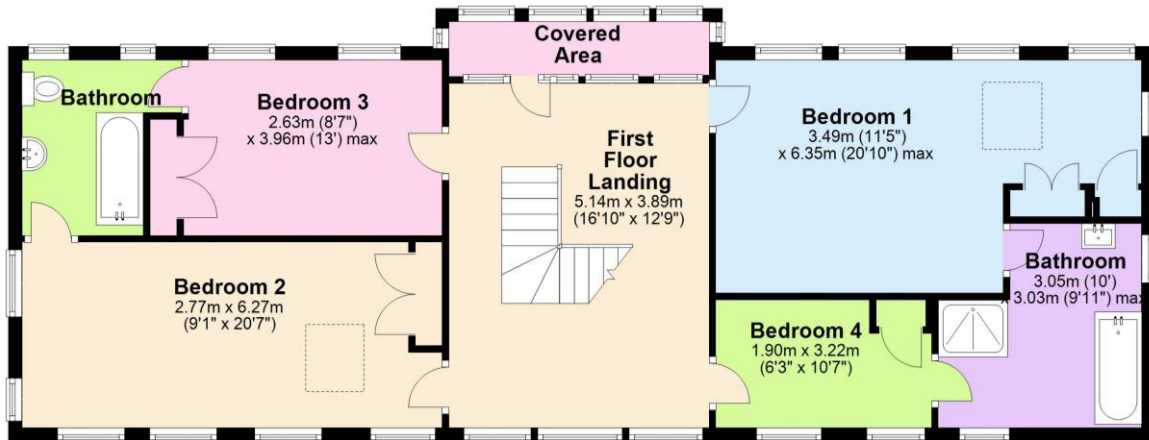 Covered
Area
Bathroom
Bedroom 3
2.63m (8'7")
x 3.96m (13') max
First
Floor
Landing
5.14m x 3.89m
(16'10" x 12'9")
Bedroom 1
3.49m (11'5")
x 6.35m (20'10") max
Bedroom 2
2.77m x 6.27m
(9'1" x 20'7")
Bathroom
3.05m (10')
x 3.03m (9'11") max
Bedroom 4
1.90m x 3.22m
(6'3" x 10'7")